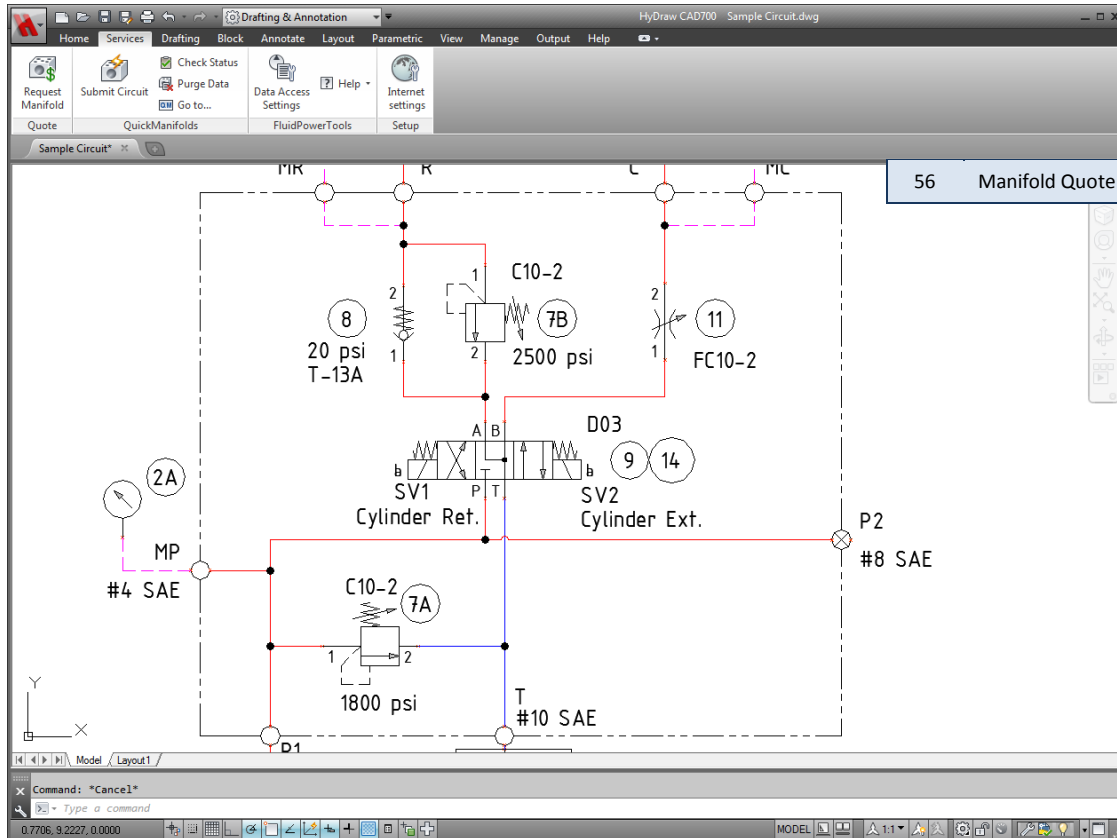 Drafting & Annotation
HyDraw CAD700 Sample Circuit.dwg
Home Services Drafting Block Annotate Layout Parametric View Manage Output Help
Request Manifold
Submit Circuit
Check Status
Purge Data
Go to...
Data Access Settings
Help
Internet settings
Quote QuickManifolds FluidPowerTools Setup
Sample Circuit*
56 Manifold Quote
MR R C MC
C10-2
1
2
2
8
7B
11
20 psi
1
2
2500 psi
1
T-13A
FC10-2
A B
D03
9
14
2A
SV1
P T
SV2
Cylinder Ret.
Cylinder Ext.
P2
MP
#8 SAE
#4 SAE
C10-2
7A
1
2
1800 psi
T
#10 SAE
Y
X
P1
Model Layout1
Command: *Cancel*
Type a command
0.7706, 9.2227, 0.0000
MODEL
1:1